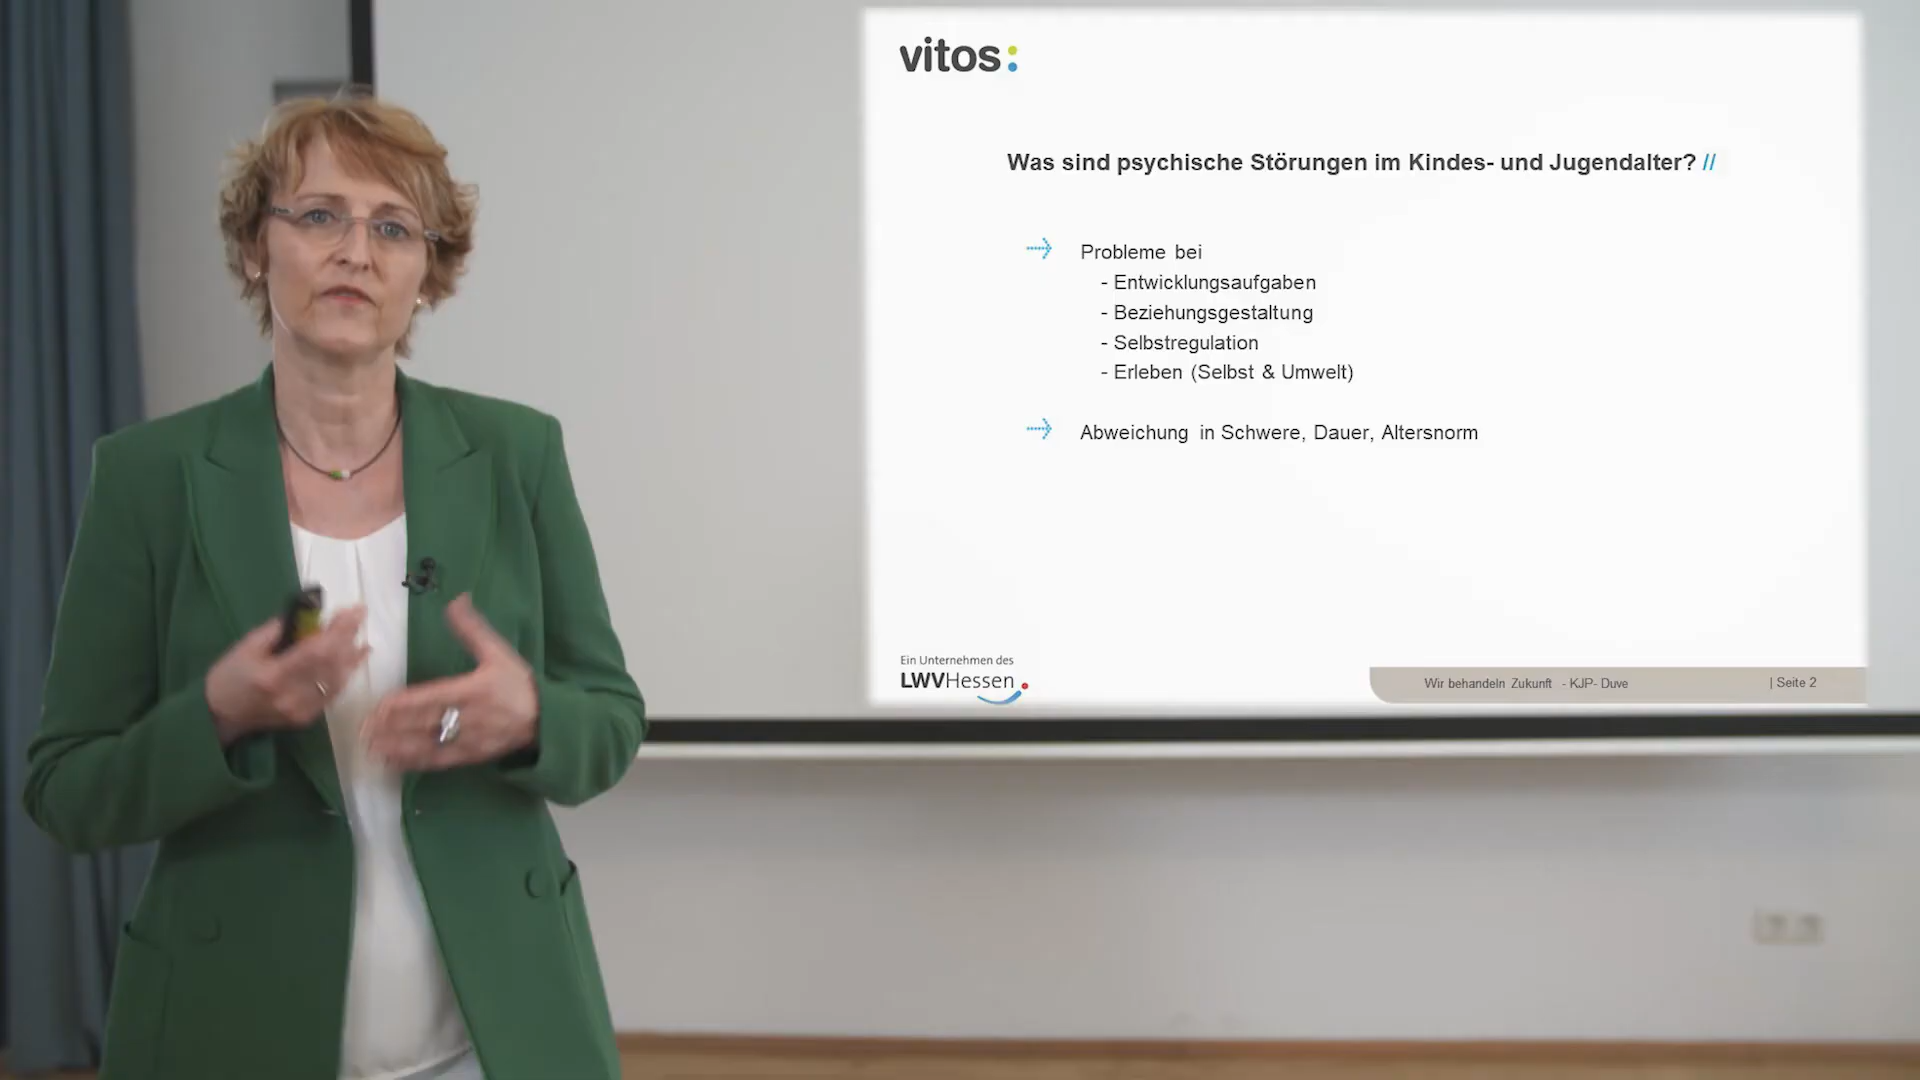 vitos:
Was sind psychische Störungen im Kindes- und Jugendalter? //
Probleme bei
- Entwicklungsaufgaben
- Beziehungsgestaltung
- Selbstregulation
- Erleben (Selbst & Umwelt)
Abweichung in Schwere, Dauer, Altersnorm
Ein Unternehmen des
LWVHessen
Wir behandeln Zukunft - KJP- Duve
| Seite 2